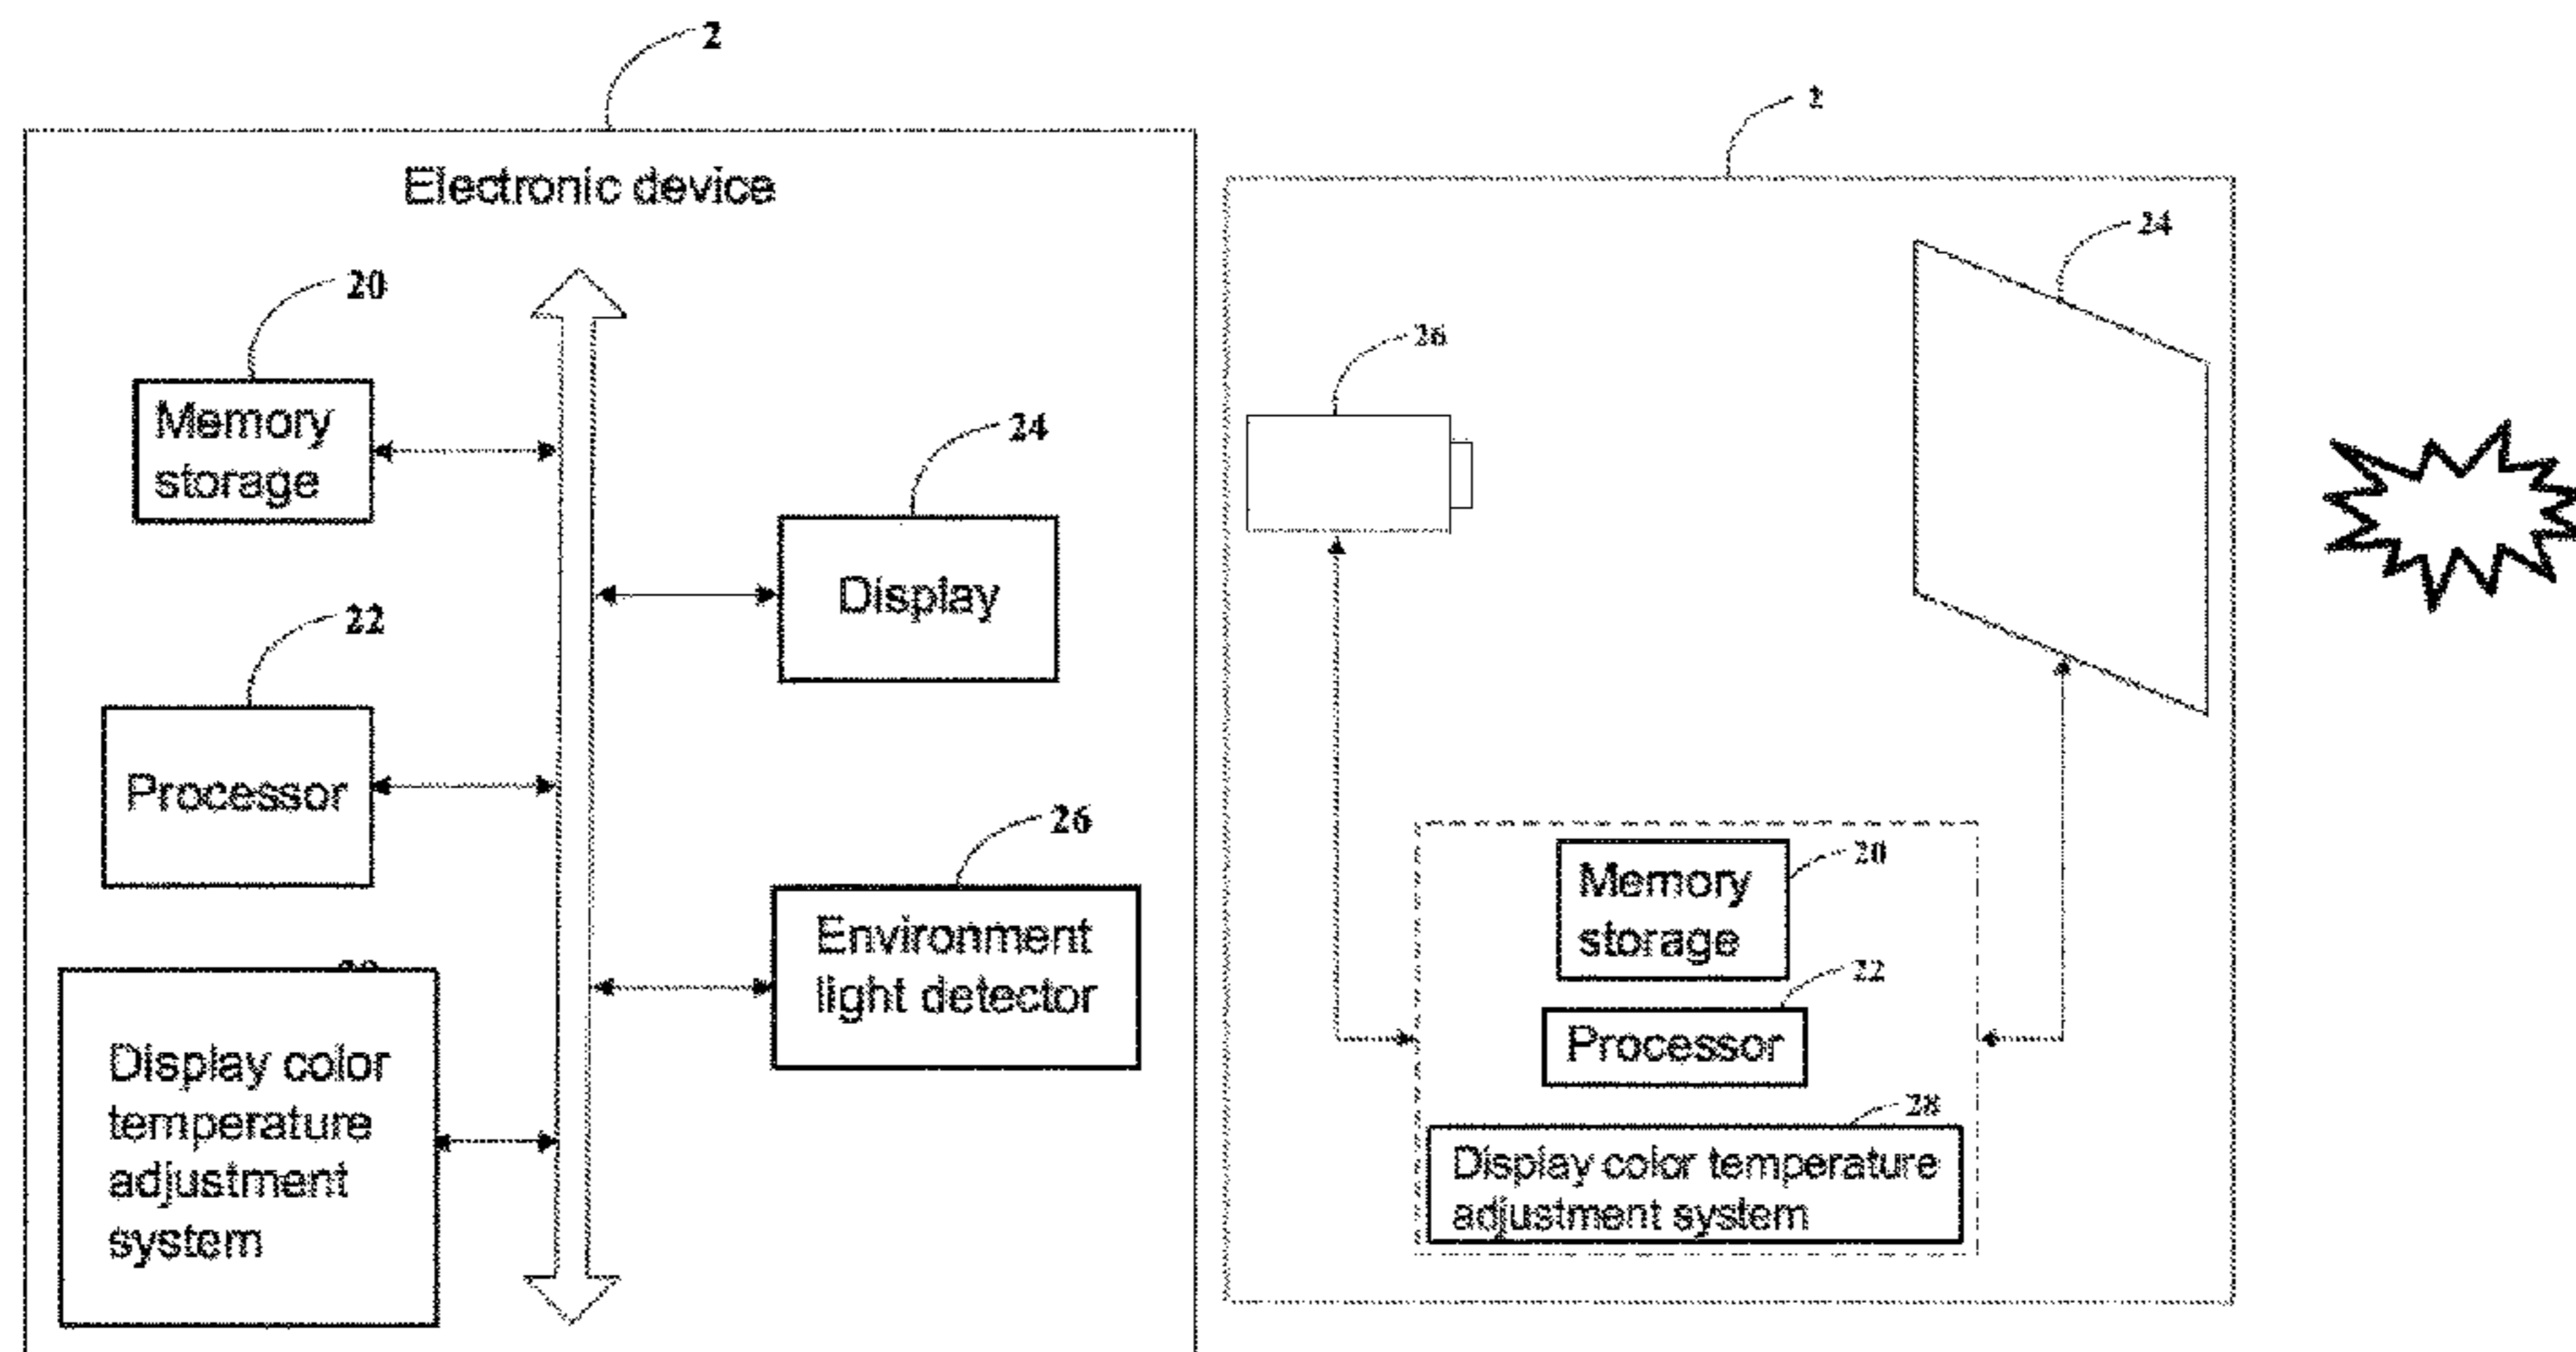 2
Electronic device
20
Memory
storage
24
Display
22
Processor
26
Environment
light detector
Display color
temperature
adjustment
system
2
24
26
20
Memory
storage
22
Processor
28
Display color temperature
adjustment system